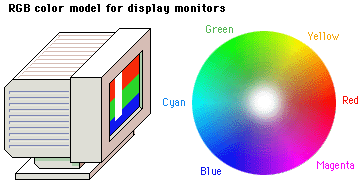 RGB color model for display monitors
Green
Yellow
Cyan
Red
Blue
Magenta